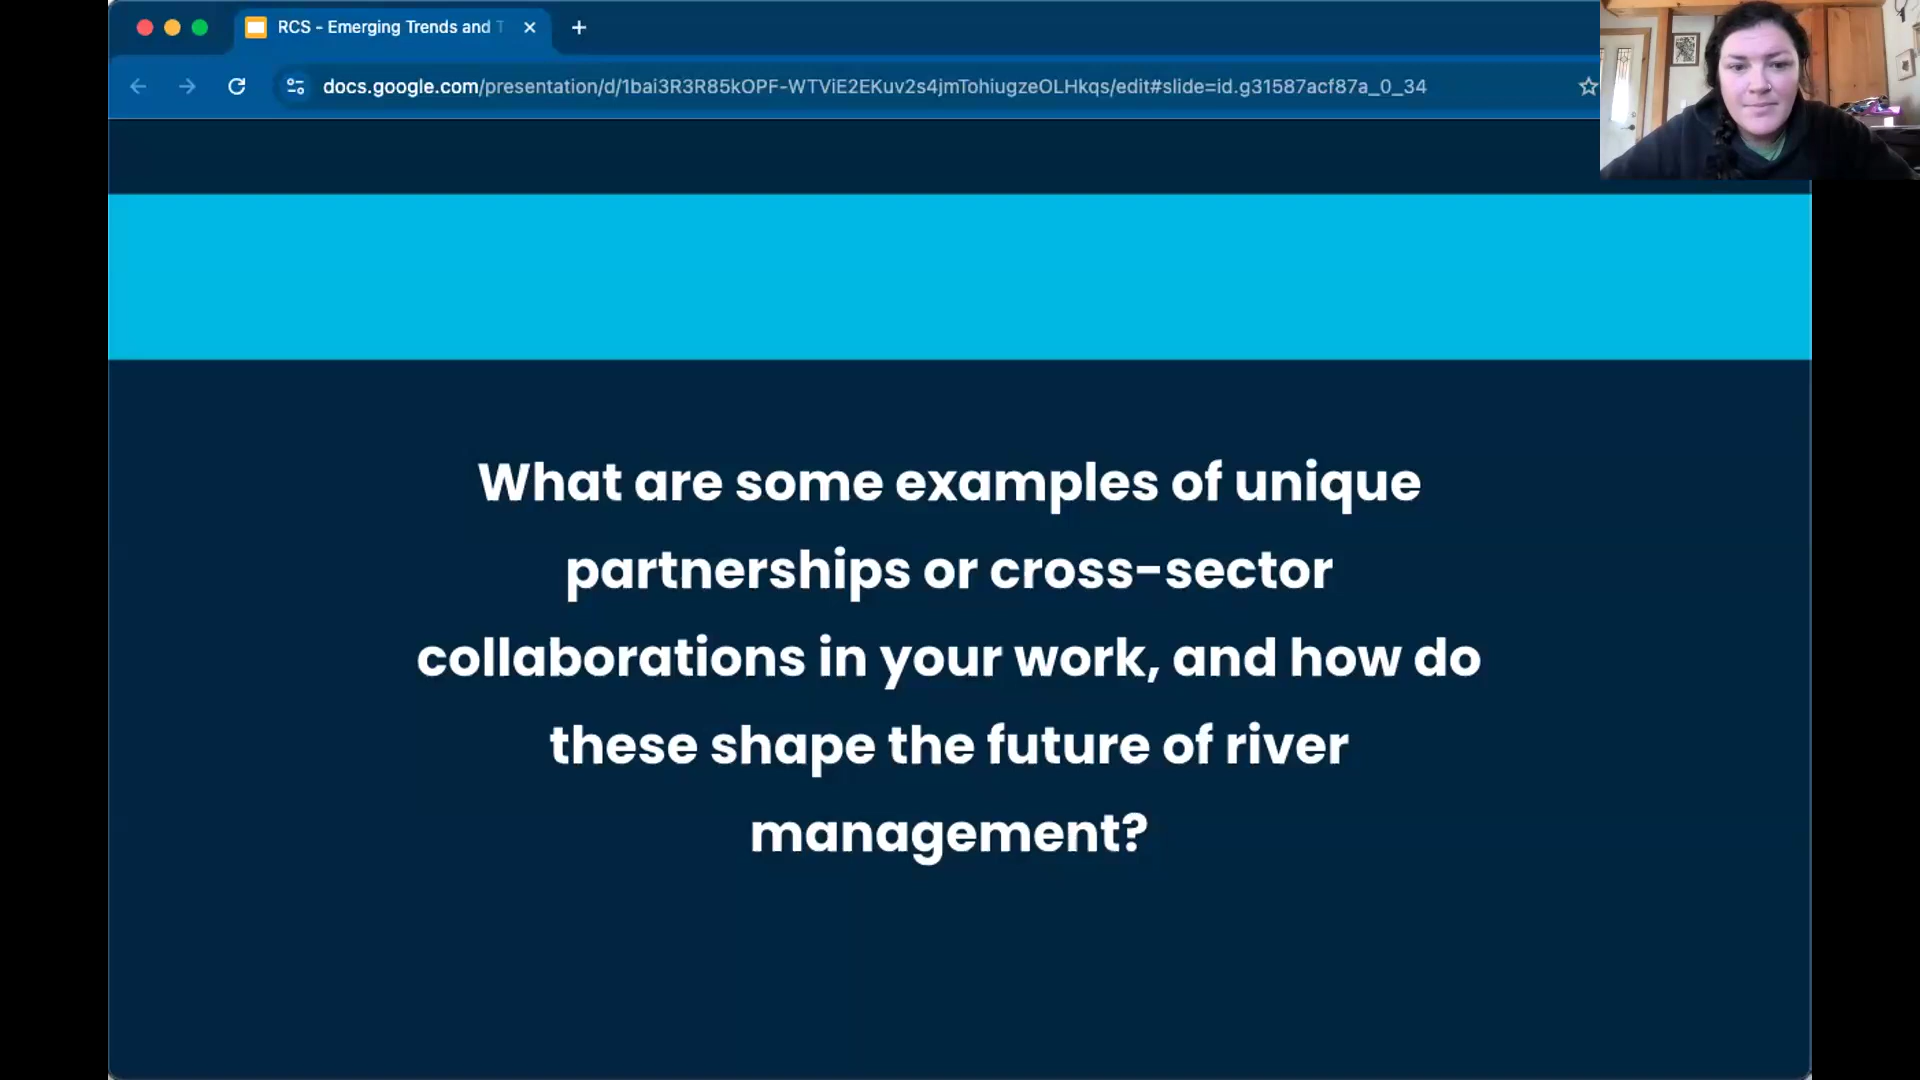 RCS - Emerging Trends and T
docs.google.com/presentation/d/1bai3R3R85kOPF-WTViE2EKuv2s4jmTohiugzeOLHkqs/edit#slide=id.g31587acf87a_0_34
What are some examples of unique
partnerships or cross-sector
collaborations in your work, and how do
these shape the future of river
management?